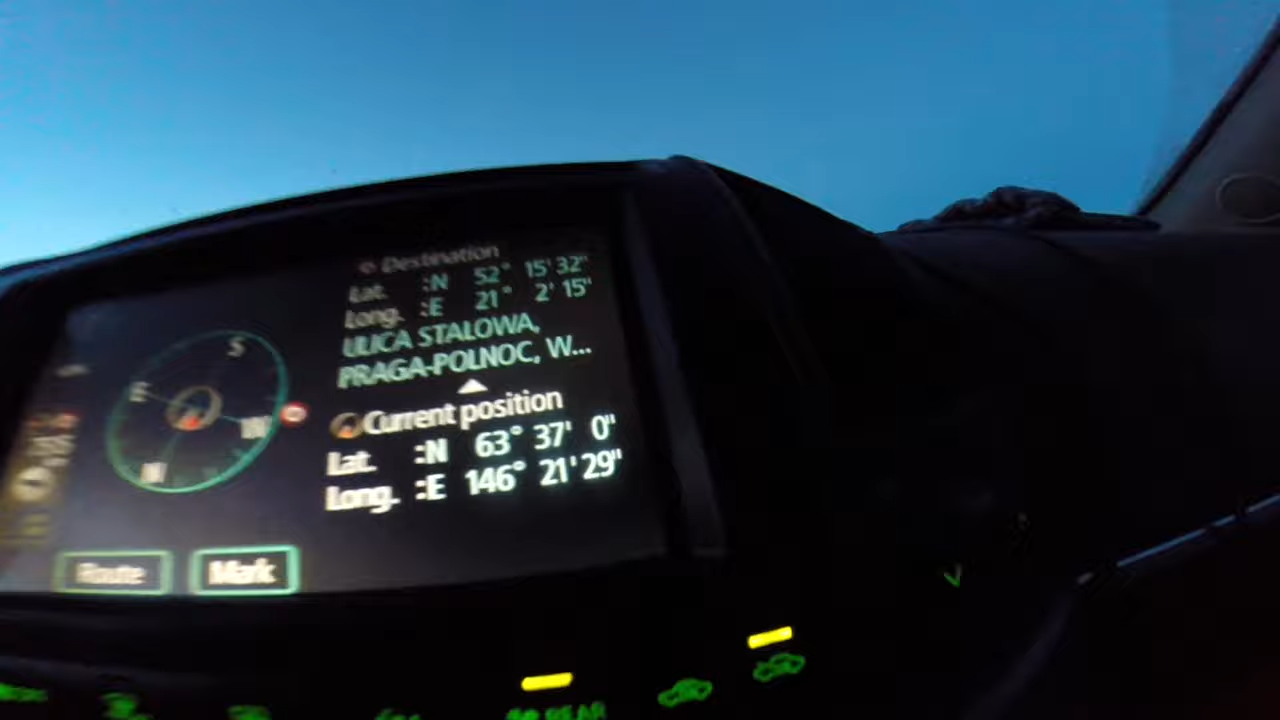 Destination
Lat. :N 52° 15' 32"
Long. :E 21° 2' 15"
ULICA STALOWA,
PRAGA-POLNOC, W...
Current position
Lat. :N 63° 37' 0"
Long. :E 146° 21' 29"
S
E
W
N
Route Mark
REAR